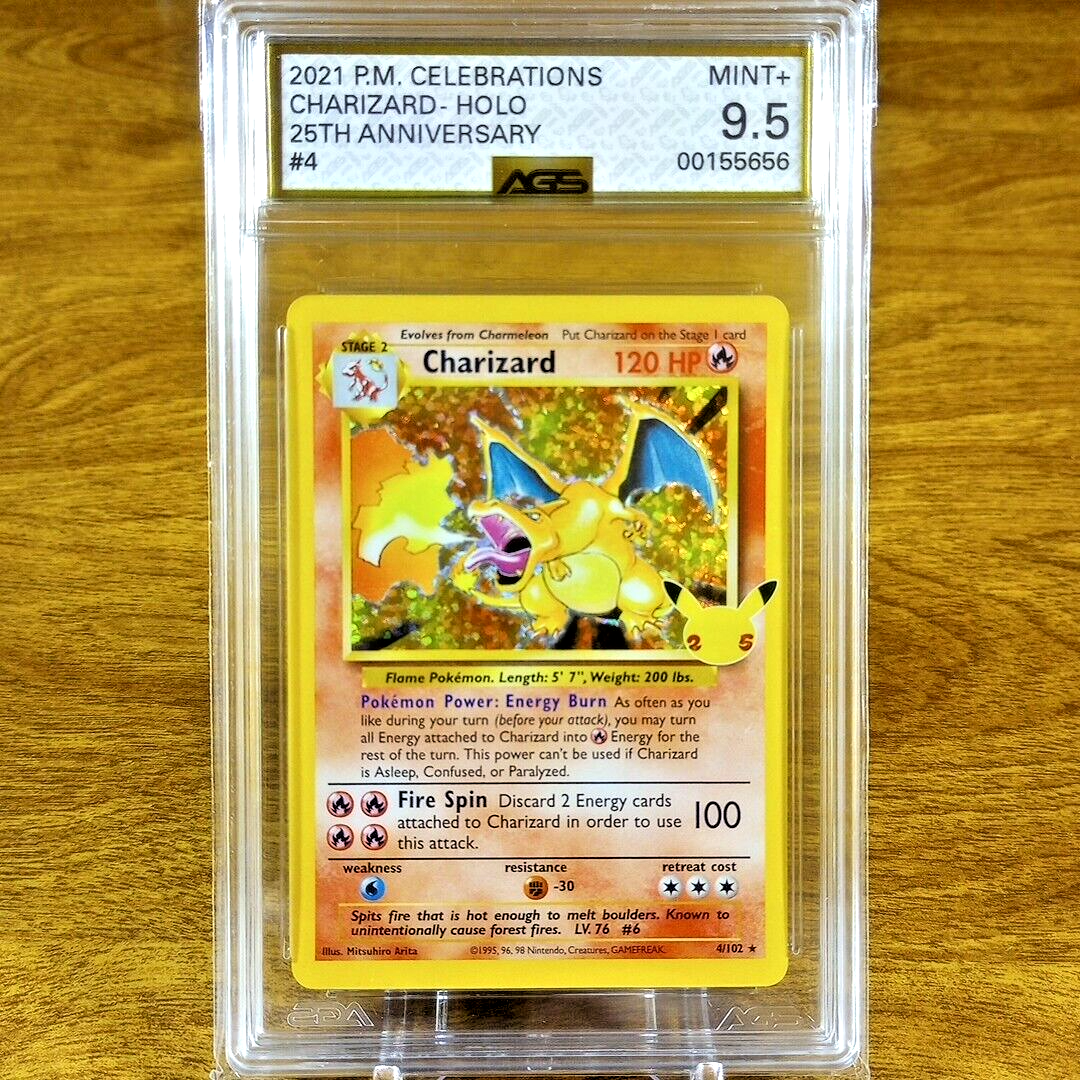 2021 P.M. CELEBRATIONS MINT+
CHARIZARD- HOLO 9.5
25TH ANNIVERSARY
#4 00155656
AGS
Evolves from Charmeleon Put Charizard on the Stage 1 card
STAGE 2 Charizard 120 HP
25
Flame Pokémon. Length: 5' 7", Weight: 200 lbs.
Pokémon Power: Energy Burn As often as you
like during your turn (before your attack), you may turn
all Energy attached to Charizard into Energy for the
rest of the turn. This power can't be used if Charizard
is Asleep, Confused, or Paralyzed.
Fire Spin Discard 2 Energy cards
attached to Charizard in order to use 100
this attack.
weakness resistance retreat cost
-30
Spits fire that is hot enough to melt boulders. Known to
unintentionally cause forest fires. LV. 76 #6
Illus. Mitsuhiro Arita ©1995, 96, 98 Nintendo, Creatures, GAMEFREAK. 4/102 ★
AGS